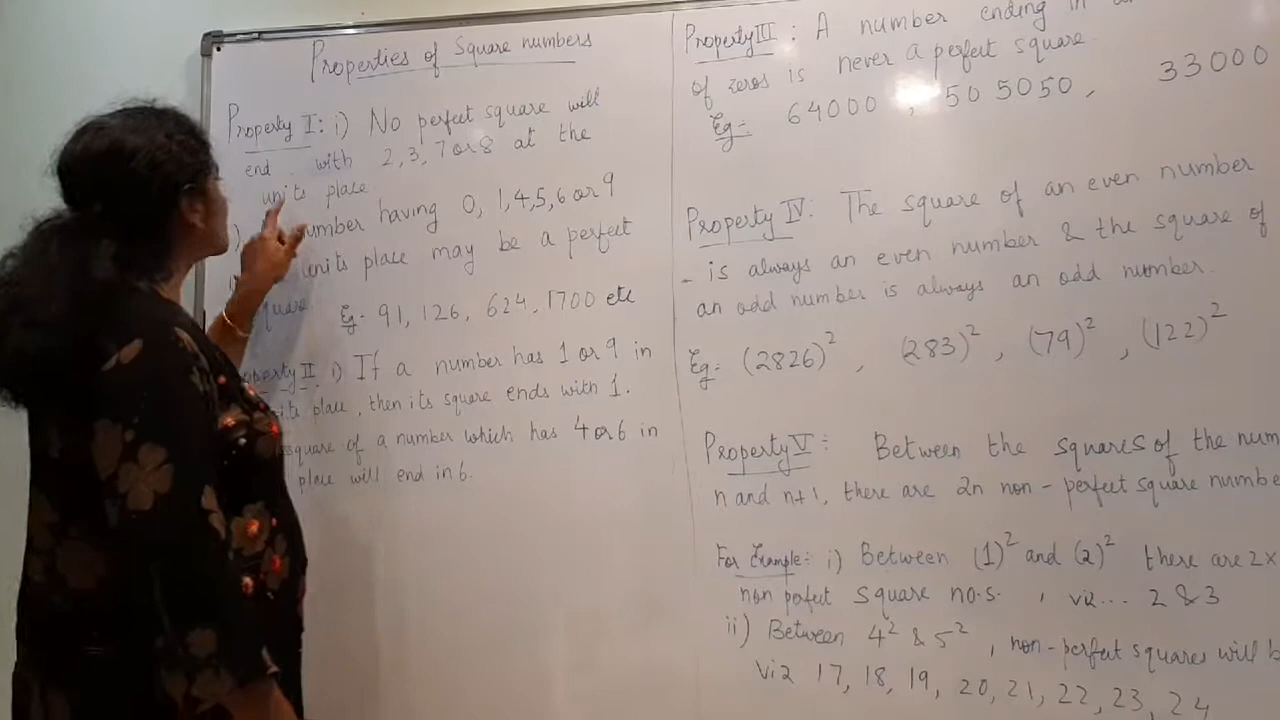 Properties of Square numbers
Property I: i) No perfect square will
end with 2, 3, 7 or 8 at the
units place
) number having 0, 1, 4, 5, 6 or 9
units place may be a perfect
quare Eg:- 91, 126, 624, 1700 etc
operty II i) If a number has 1 or 9 in
its place, then its square ends with 1.
square of a number which has 4 or 6 in
place will end in 6.
Property III: A number ending in
of zeros is never a perfect square.
Eg:- 64000, 50 5050, 33000
Property IV: The square of an even number
- is always an even number & the square of
an odd number is always an odd number.
Eg:- (2826)², (283)², (79)², (122)²
Property V:- Between the squares of the num
n and n+1, there are 2n non-perfect square numbe
For Example:- i) Between (1)² and (2)² there are 2×
non pefect square no.s. , viz... 2 & 3
ii) Between 4² & 5², non-perfect squares will b
viz 17, 18, 19, 20, 21, 22, 23, 24